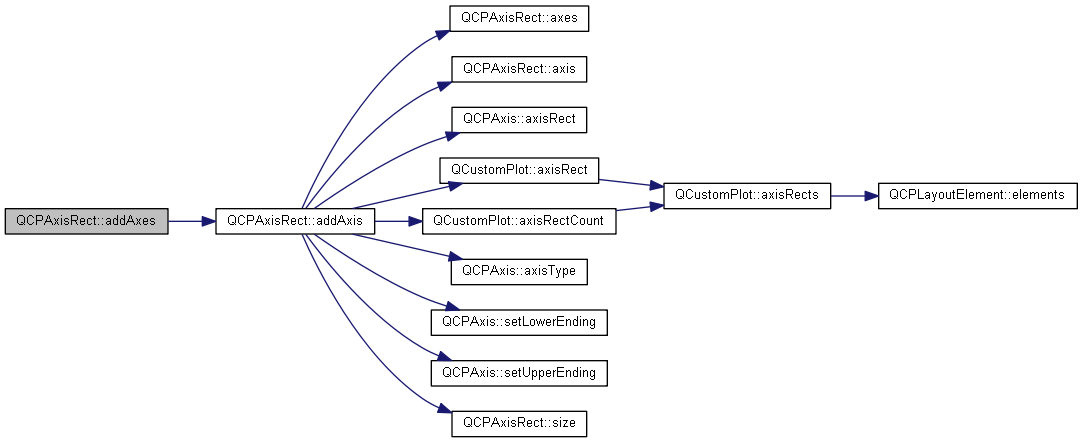 QCPAxisRect::axes
QCPAxisRect::axis
QCPAxis::axisRect
QCustomPlot::axisRect
QCustomPlot::axisRects
QCPLayoutElement::elements
QCPAxisRect::addAxes
QCPAxisRect::addAxis
QCustomPlot::axisRectCount
QCPAxis::axisType
QCPAxis::setLowerEnding
QCPAxis::setUpperEnding
QCPAxisRect::size